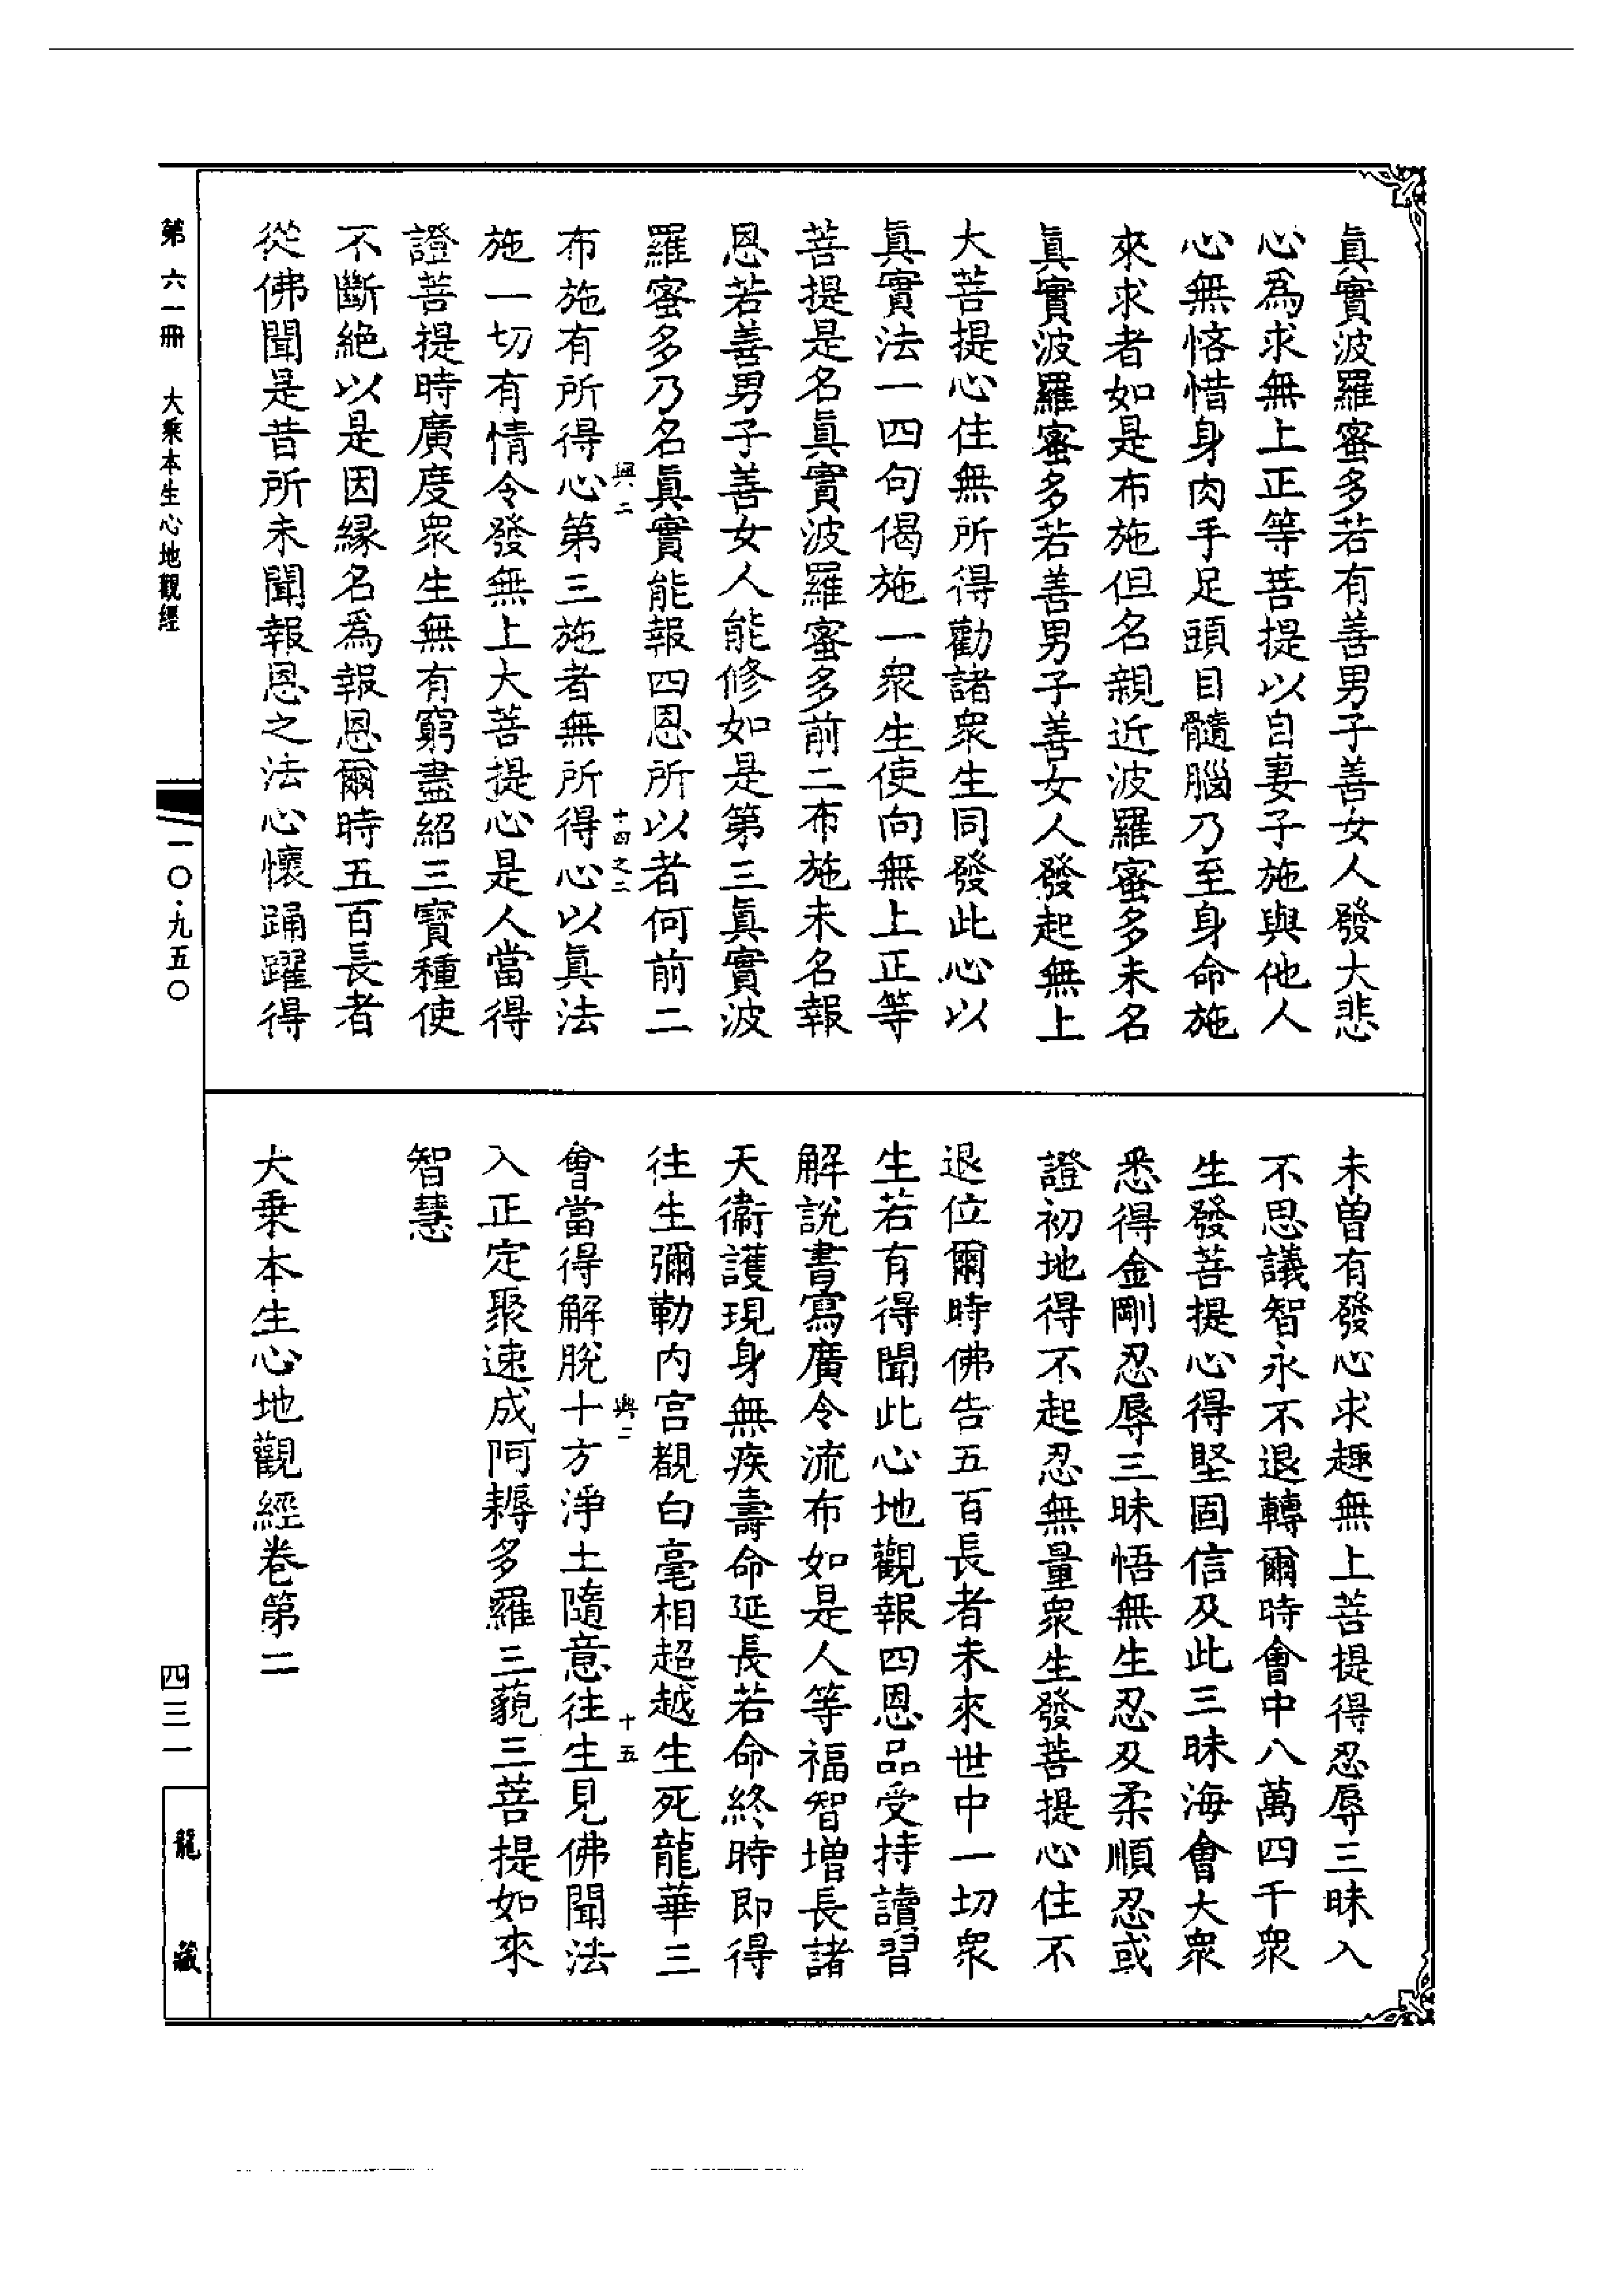 眞實波羅蜜多若有善男子善女人發大悲
心為求無上正等菩提以自妻子施與他人
心無悋惜身肉手足頭目髓腦乃至身命施
來求者如是布施但名親近波羅蜜多未名
眞實波羅蜜多若善男子善女人發起無上
大菩提心住無所得勸諸衆生同發此心以
眞實法一四句偈施一衆生使向無上正等
菩提是名眞實波羅蜜多前二布施未名報
恩若善男子善女人能修如是第三眞實波
羅蜜多乃名眞實能報四恩所以者何前二
興二
十四之二
布施有所得心第三施者無所得心以眞法
施一切有情令發無上大菩提心是人當得
證菩提時廣度衆生無有窮盡紹三寶種使
不斷絶以是因縁名爲報恩爾時五百長者
從佛聞是昔所未聞報恩之法心懷踊躍得
未曽有發心求趣無上菩提得忍辱三昧入
不思議智永不退轉爾時會中八萬四千衆
生發菩提心得堅固信及此三昧海會大衆
悉得金剛忍辱三昧悟無生忍及柔順忍或
證初地得不起忍無量衆生發菩提心住不
退位爾時佛告五百長者未來世中一切衆
生若有得聞此心地觀報四恩品受持讀習
解說書寫廣令流布如是人等福智増長諸
天衞護現身無疾壽命延長若命終時即得
往生彌勒内宫覩白毫相超越生死龍華三
興二
十五
會當得解脫十方淨土隨意往生見佛聞法
入正定聚速成阿耨多羅三藐三菩提如來
智慧
大乗本生心地觀經卷第二
第六一冊　大乘本生心地觀經
一〇·九五〇
四三一
龍藏